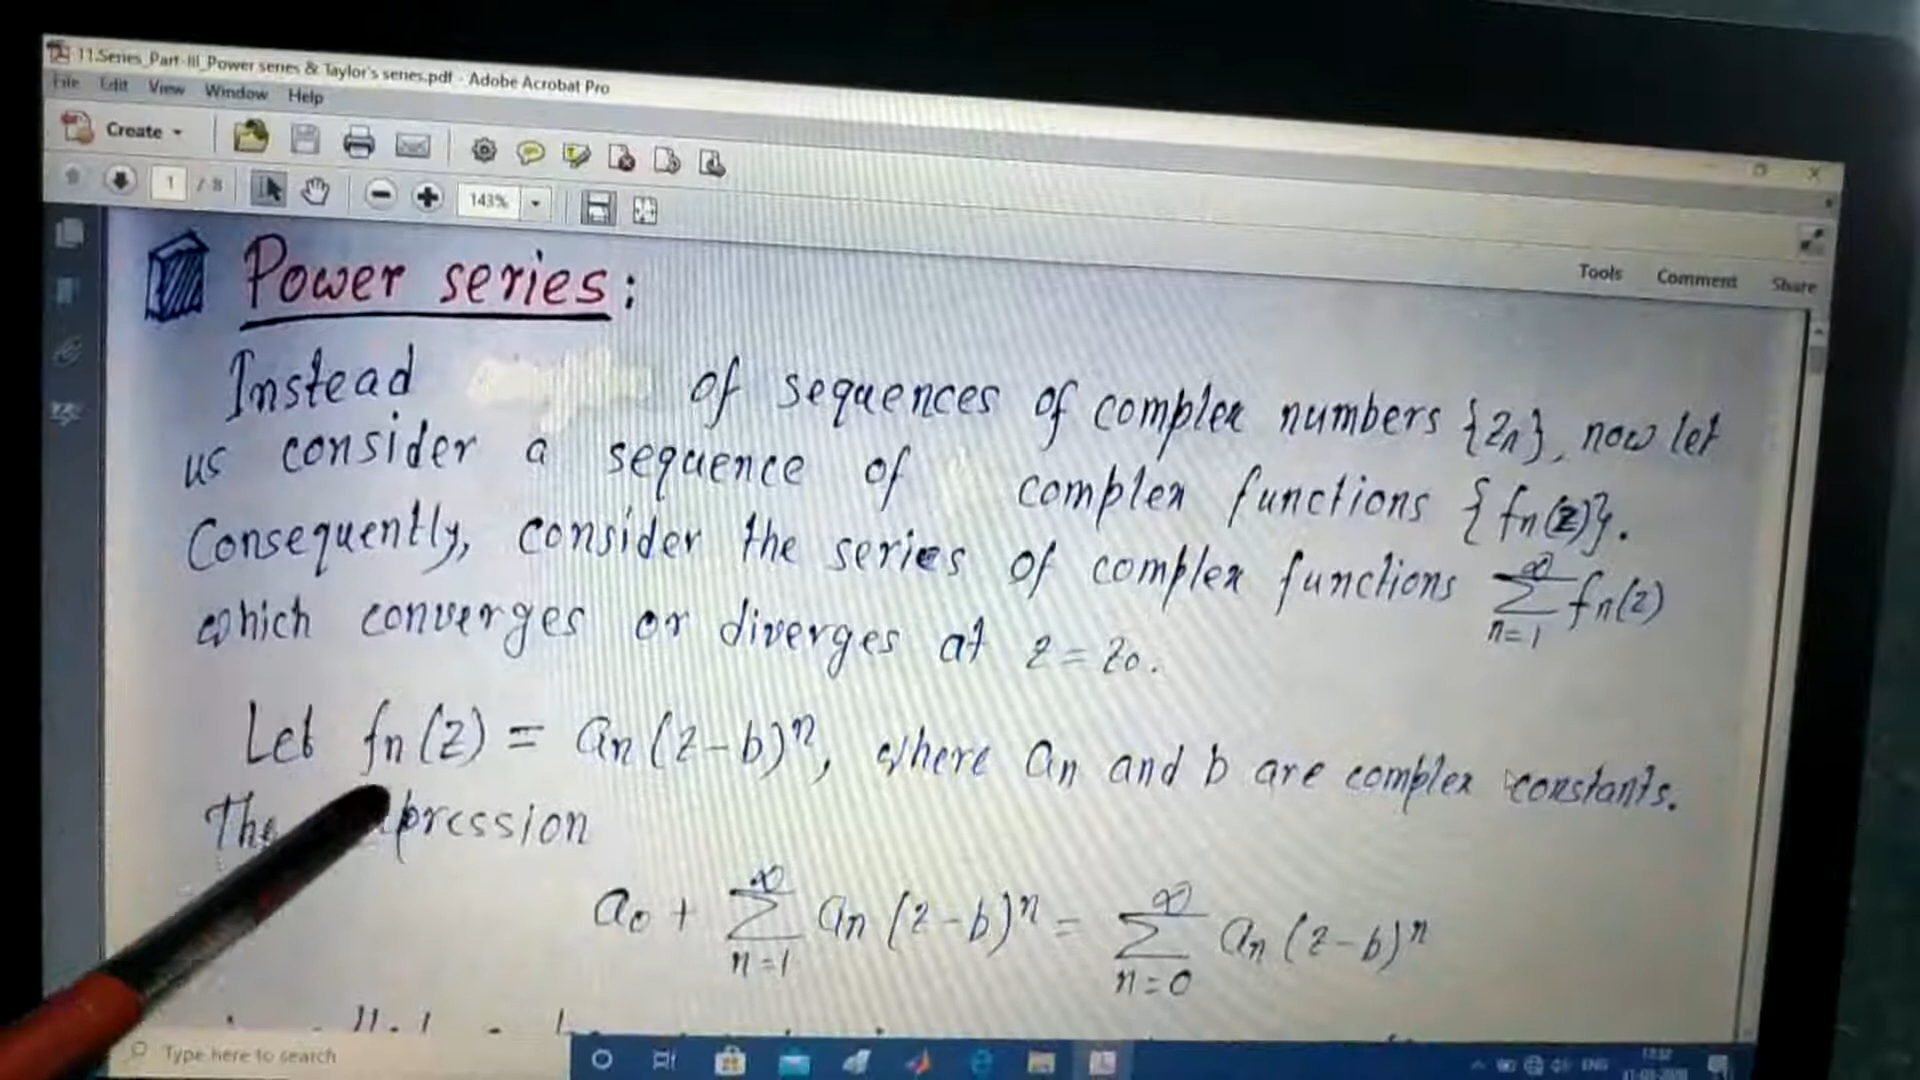 11.Series_Part-III_Power series & Taylor's series.pdf - Adobe Acrobat Pro
File Edit View Window Help
Create
1 / 8 143%
Tools Comment Share
Power series:
Instead of sequences of complex numbers {zn}, now let
us consider a sequence of complex functions {fn(z)}.
Consequently, consider the series of complex functions ∑_{n=1}^{∞} fn(z)
which converges or diverges at z = z0.
Let fn(z) = an(z-b)^n, where an and b are complex constants.
The pression
a0 + ∑_{n=1}^{∞} an (z-b)^n = ∑_{n=0}^{∞} an (z-b)^n
Type here to search
ENG